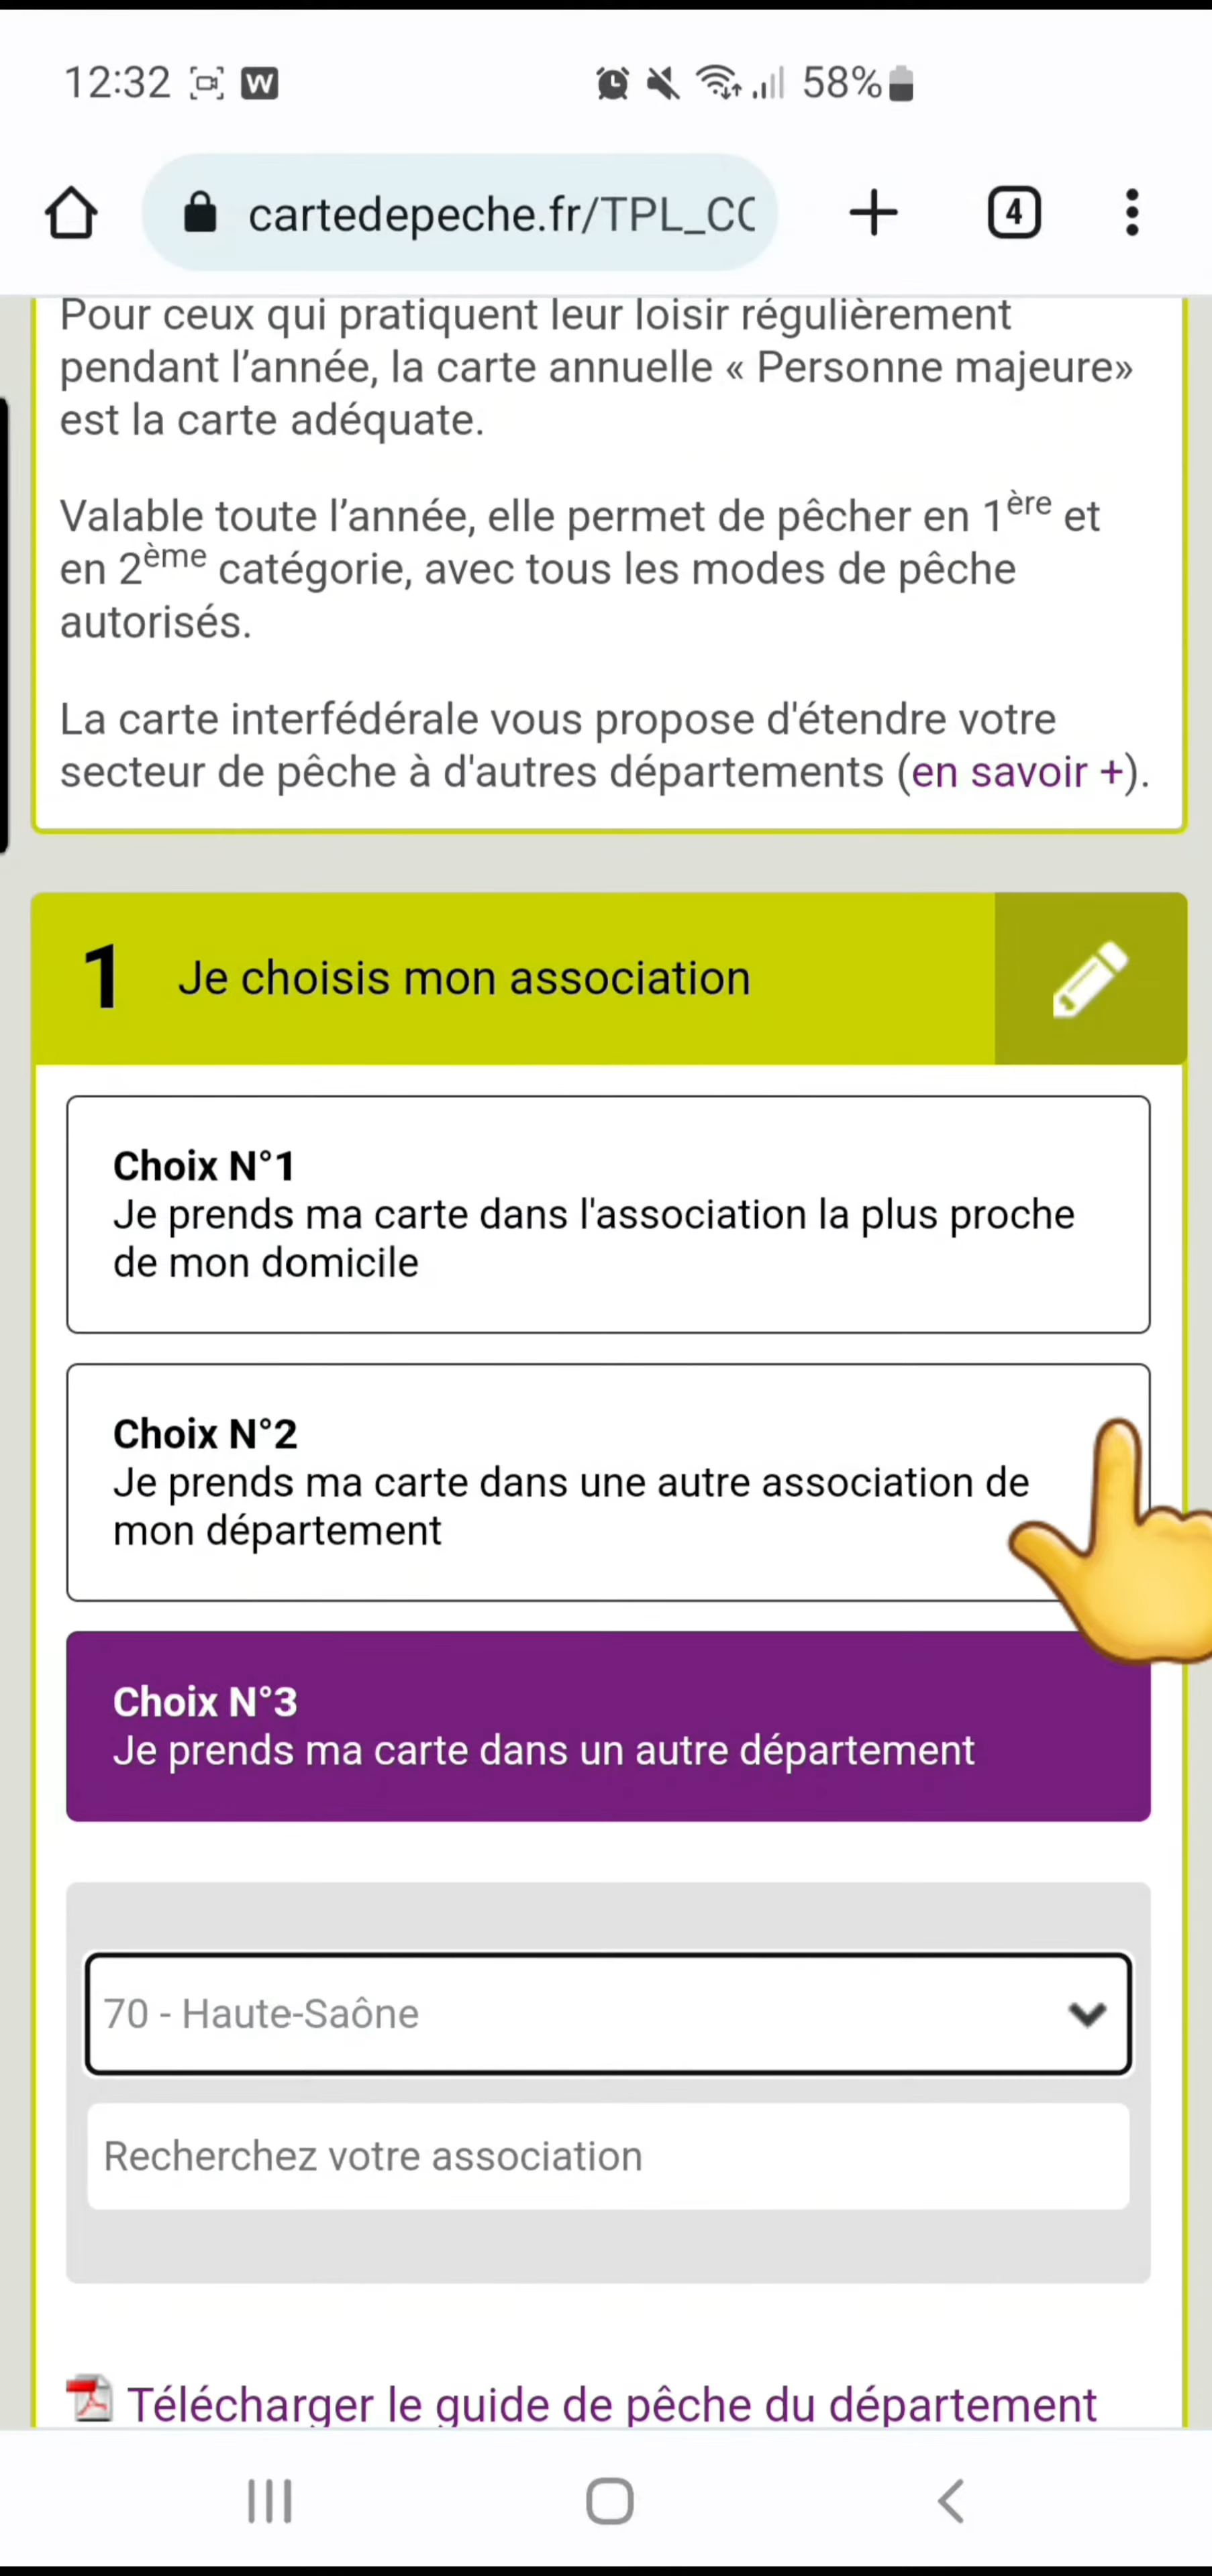 12:32 W 58%
cartedepeche.fr/TPL_CC
4
Pour ceux qui pratiquent leur loisir régulièrement
pendant l’année, la carte annuelle « Personne majeure»
est la carte adéquate.
Valable toute l’année, elle permet de pêcher en 1ère et
en 2ème catégorie, avec tous les modes de pêche
autorisés.
La carte interfédérale vous propose d'étendre votre
secteur de pêche à d'autres départements (en savoir +).
1 Je choisis mon association
Choix N°1
Je prends ma carte dans l'association la plus proche
de mon domicile
Choix N°2
Je prends ma carte dans une autre association de
mon département
Choix N°3
Je prends ma carte dans un autre département
70 - Haute-Saône
Recherchez votre association
Télécharger le guide de pêche du département